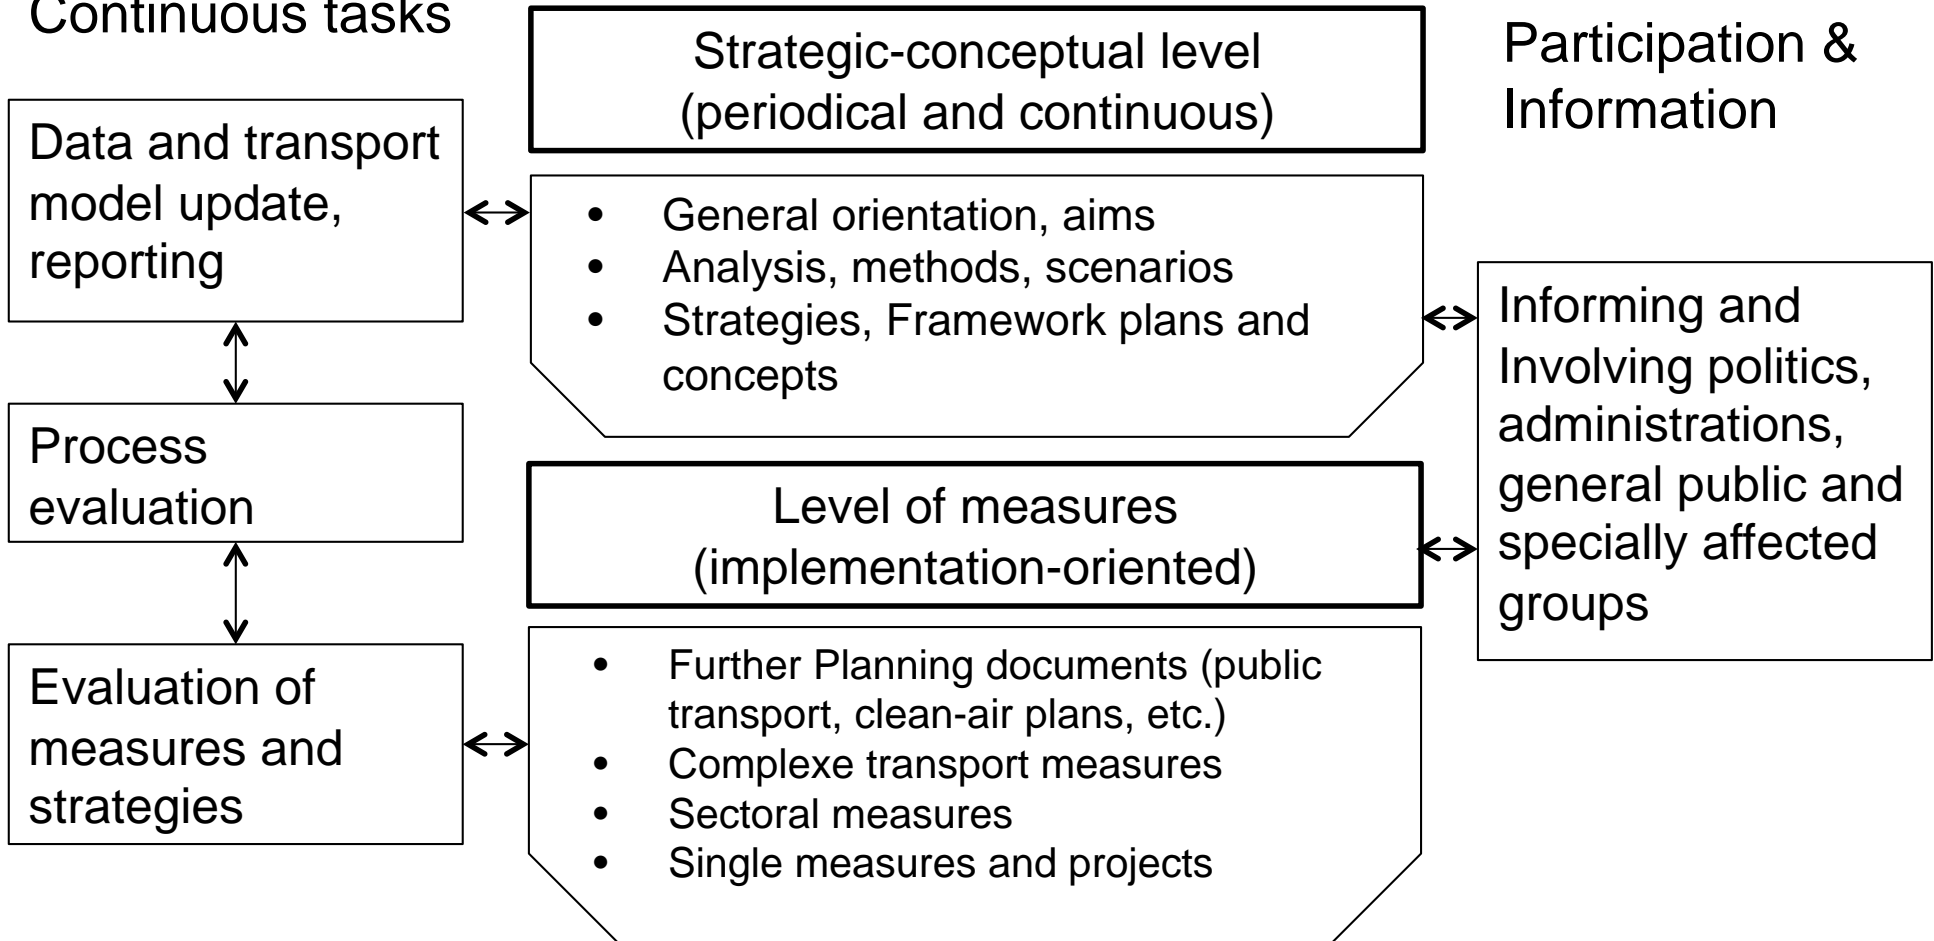 Continuous tasks
Data and transport
model update,
reporting
Process
evaluation
Evaluation of
measures and
strategies
Strategic-conceptual level
(periodical and continuous)
• General orientation, aims
• Analysis, methods, scenarios
• Strategies, Framework plans and
concepts
Level of measures
(implementation-oriented)
• Further Planning documents (public
transport, clean-air plans, etc.)
• Complexe transport measures
• Sectoral measures
• Single measures and projects
Participation &
Information
Informing and
Involving politics,
administrations,
general public and
specially affected
groups